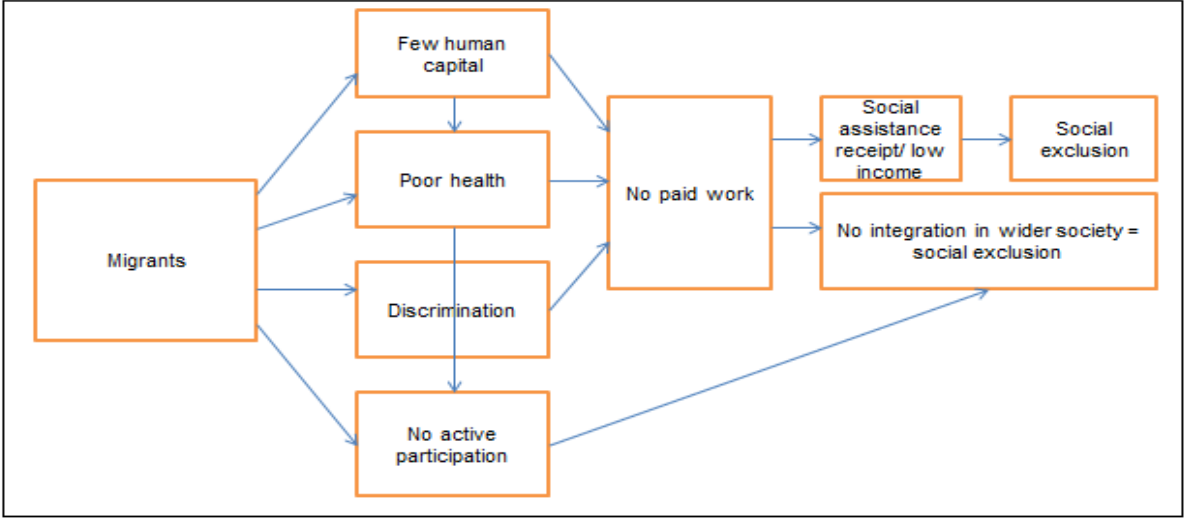 Few human
capital
Poor health
Migrants
Discrimination
No active
participation
No paid work
Social
assistance
receipt/ low
income
Social
exclusion
No integration in wider society =
social exclusion